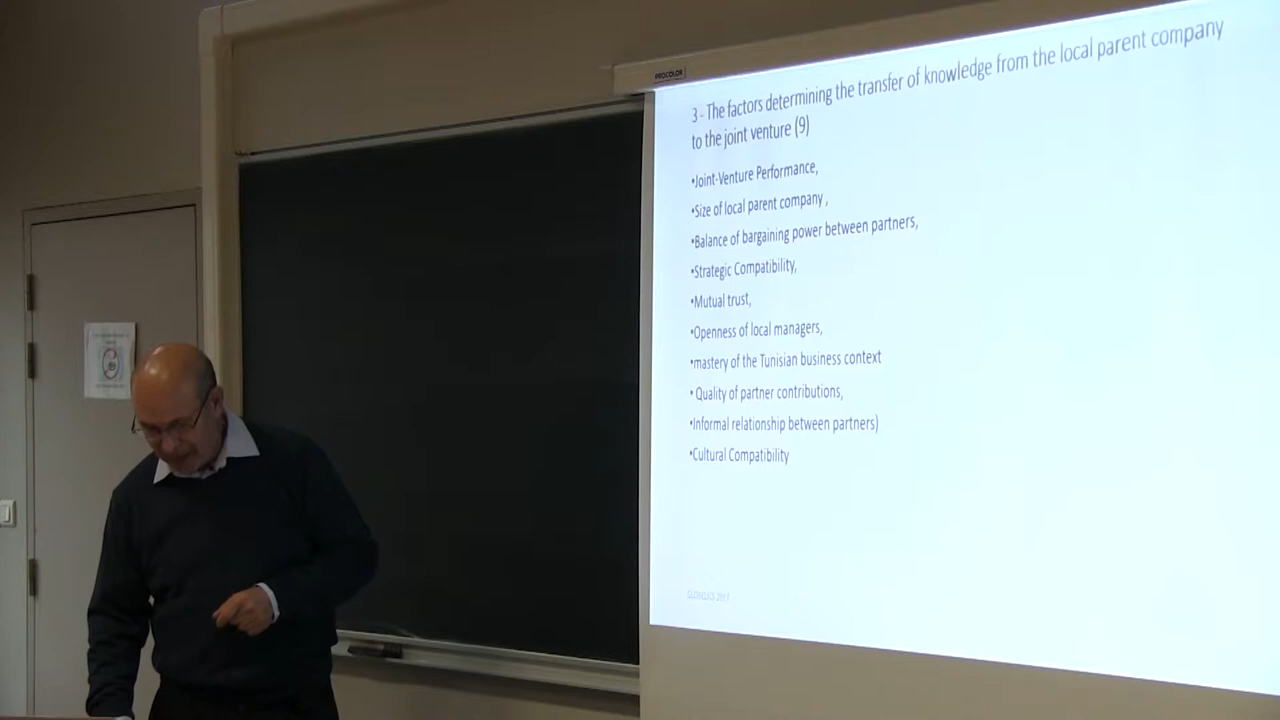 PROCOLOR
3 - The factors determining the transfer of knowledge from the local parent company
to the joint venture (9)
•Joint-Venture Performance,
•Size of local parent company ,
•Balance of bargaining power between partners,
•Strategic Compatibility,
•Mutual trust,
•Openness of local managers,
•mastery of the Tunisian business context
• Quality of partner contributions,
•Informal relationship between partners)
•Cultural Compatibility
GLOBELICS 2017